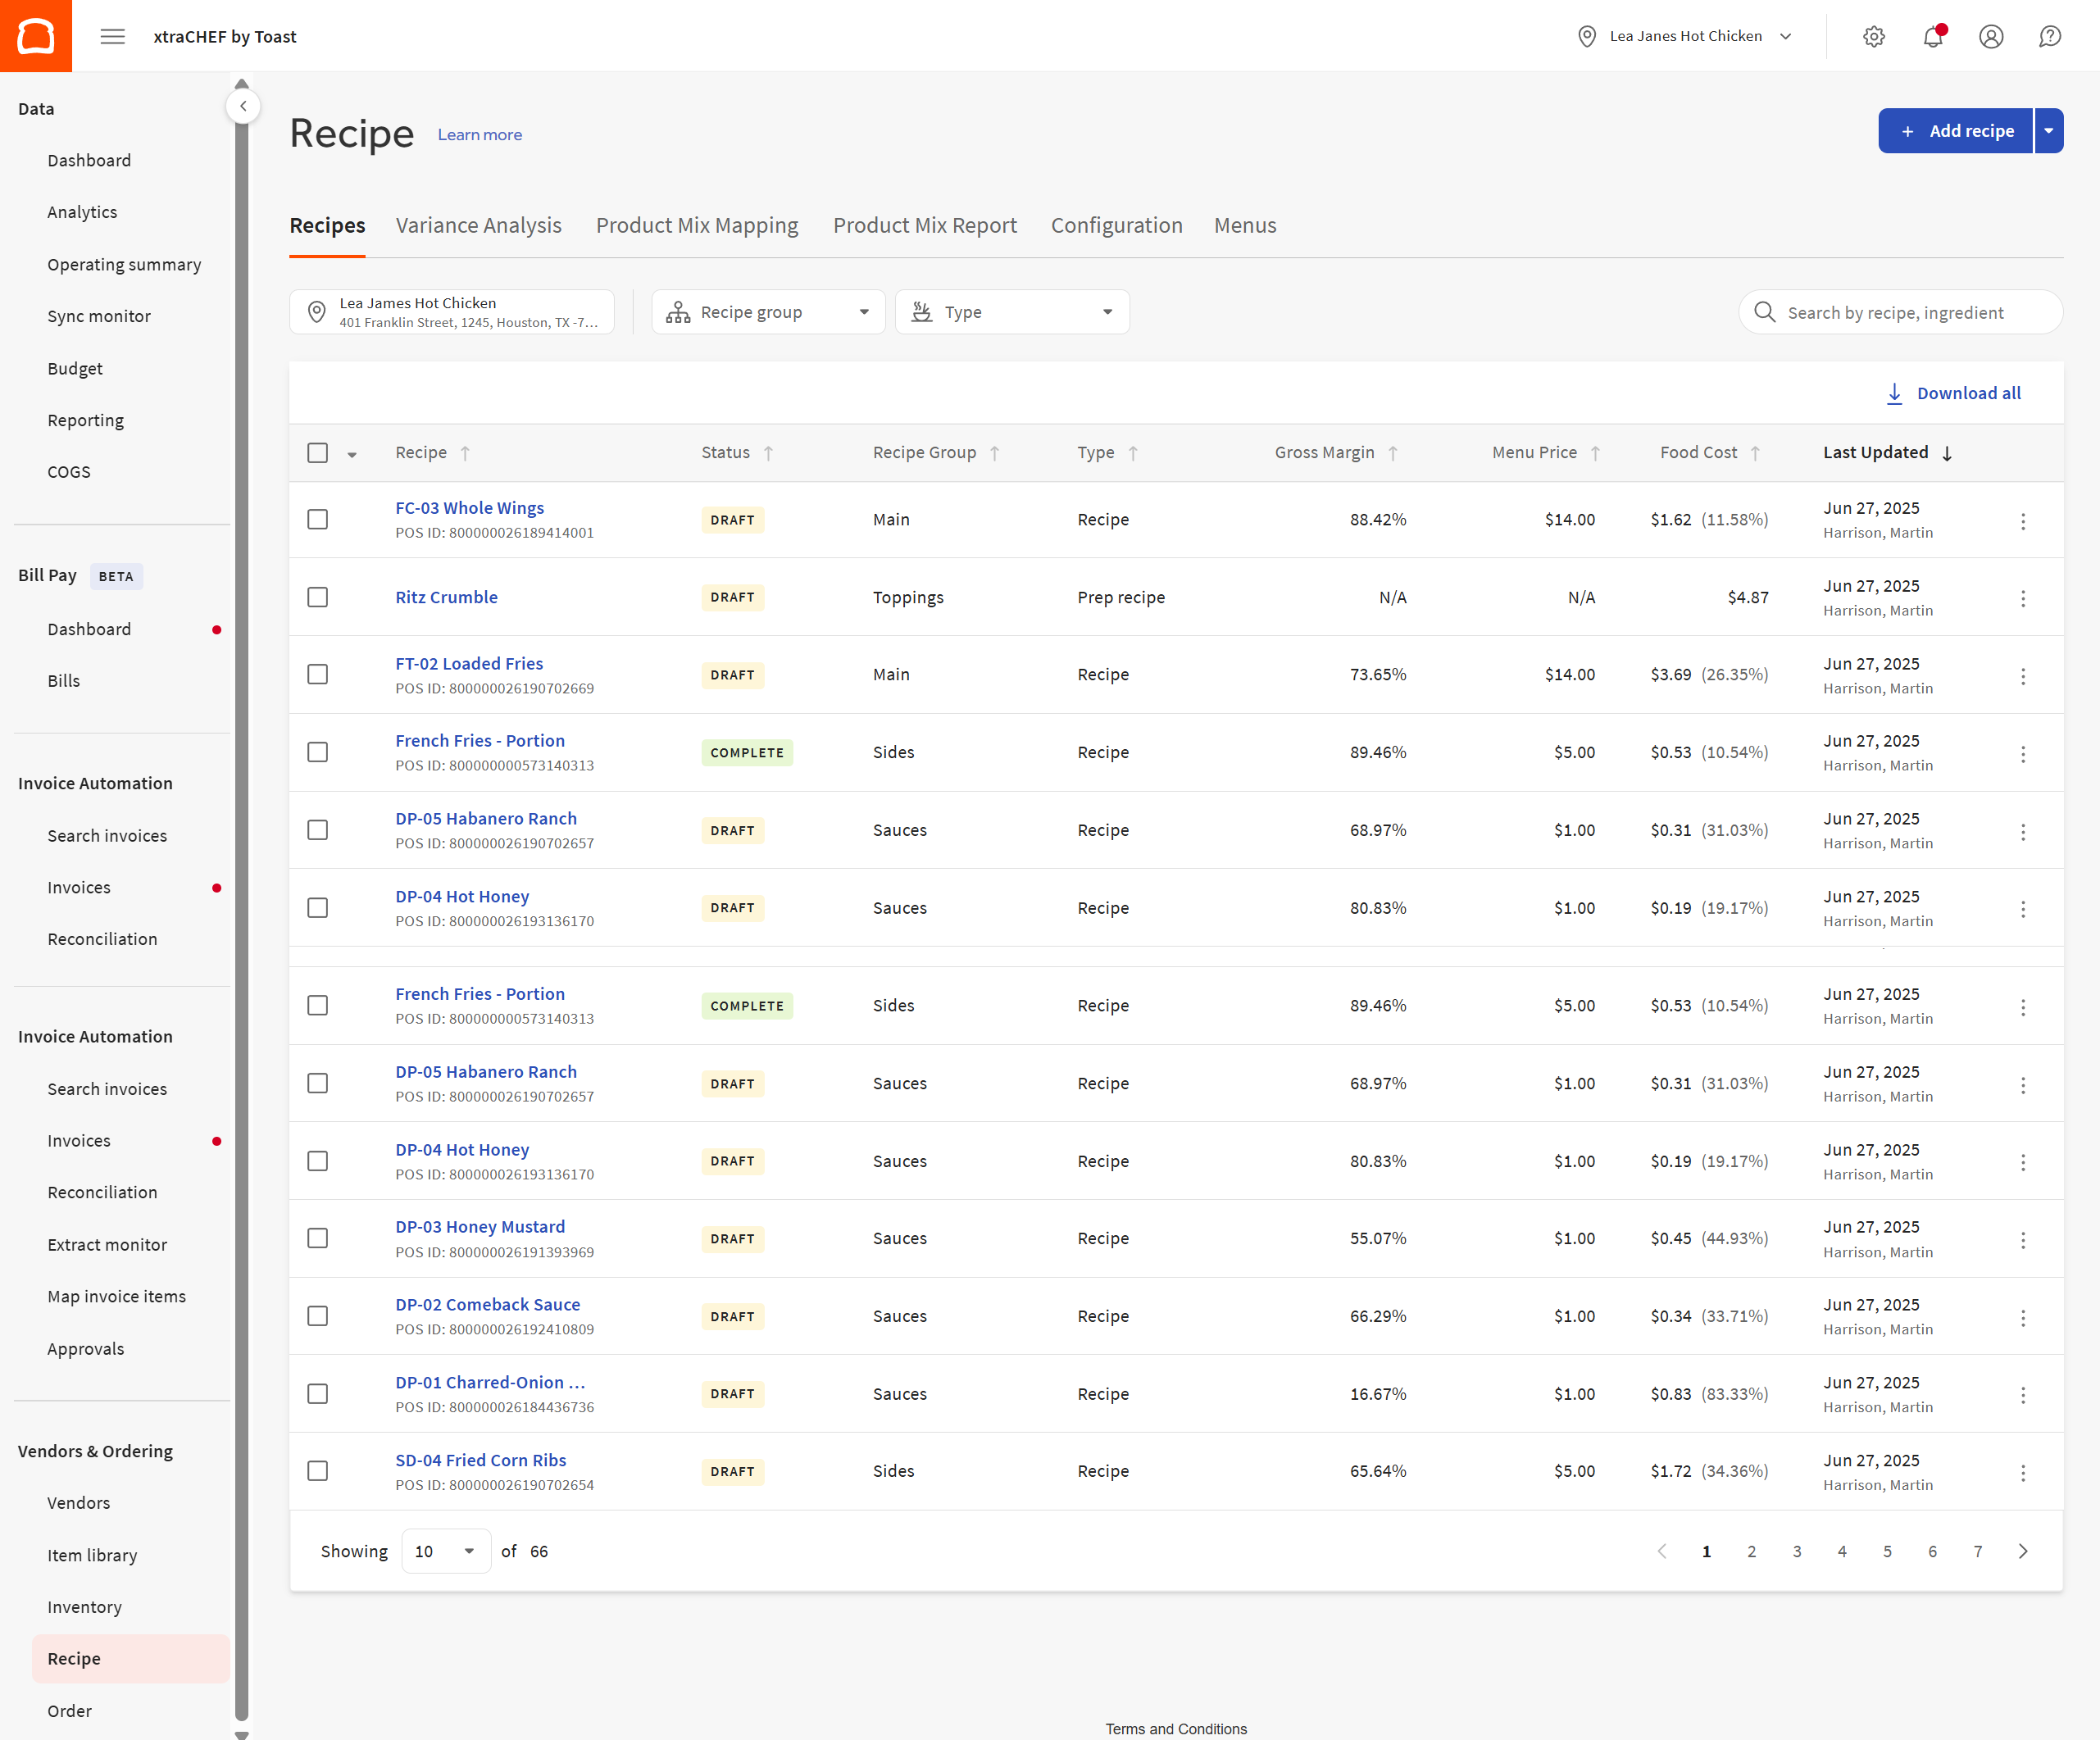 xtraCHEF by Toast
Lea Janes Hot Chicken
Data
Dashboard
Analytics
Operating summary
Sync monitor
Budget
Reporting
COGS
Bill Pay BETA
Dashboard
Bills
Invoice Automation
Search invoices
Invoices
Reconciliation
Invoice Automation
Search invoices
Invoices
Reconciliation
Extract monitor
Map invoice items
Approvals
Vendors & Ordering
Vendors
Item library
Inventory
Recipe
Order
Recipe Learn more
+ Add recipe
Recipes Variance Analysis Product Mix Mapping Product Mix Report Configuration Menus
Lea James Hot Chicken
401 Franklin Street, 1245, Houston, TX -7...
Recipe group
Type
Search by recipe, ingredient
Download all
Recipe Status Recipe Group Type Gross Margin Menu Price Food Cost Last Updated
FC-03 Whole Wings DRAFT Main Recipe 88.42% $14.00 $1.62 (11.58%) Jun 27, 2025
POS ID: 800000026189414001 Harrison, Martin
Ritz Crumble DRAFT Toppings Prep recipe N/A N/A $4.87 Jun 27, 2025
Harrison, Martin
FT-02 Loaded Fries DRAFT Main Recipe 73.65% $14.00 $3.69 (26.35%) Jun 27, 2025
POS ID: 800000026190702669 Harrison, Martin
French Fries - Portion COMPLETE Sides Recipe 89.46% $5.00 $0.53 (10.54%) Jun 27, 2025
POS ID: 800000000573140313 Harrison, Martin
DP-05 Habanero Ranch DRAFT Sauces Recipe 68.97% $1.00 $0.31 (31.03%) Jun 27, 2025
POS ID: 800000026190702657 Harrison, Martin
DP-04 Hot Honey DRAFT Sauces Recipe 80.83% $1.00 $0.19 (19.17%) Jun 27, 2025
POS ID: 800000026193136170 Harrison, Martin
French Fries - Portion COMPLETE Sides Recipe 89.46% $5.00 $0.53 (10.54%) Jun 27, 2025
POS ID: 800000000573140313 Harrison, Martin
DP-05 Habanero Ranch DRAFT Sauces Recipe 68.97% $1.00 $0.31 (31.03%) Jun 27, 2025
POS ID: 800000026190702657 Harrison, Martin
DP-04 Hot Honey DRAFT Sauces Recipe 80.83% $1.00 $0.19 (19.17%) Jun 27, 2025
POS ID: 800000026193136170 Harrison, Martin
DP-03 Honey Mustard DRAFT Sauces Recipe 55.07% $1.00 $0.45 (44.93%) Jun 27, 2025
POS ID: 800000026191393969 Harrison, Martin
DP-02 Comeback Sauce DRAFT Sauces Recipe 66.29% $1.00 $0.34 (33.71%) Jun 27, 2025
POS ID: 800000026192410809 Harrison, Martin
DP-01 Charred-Onion ... DRAFT Sauces Recipe 16.67% $1.00 $0.83 (83.33%) Jun 27, 2025
POS ID: 800000026184436736 Harrison, Martin
SD-04 Fried Corn Ribs DRAFT Sides Recipe 65.64% $5.00 $1.72 (34.36%) Jun 27, 2025
POS ID: 800000026190702654 Harrison, Martin
Showing 10 of 66
1 2 3 4 5 6 7
Terms and Conditions